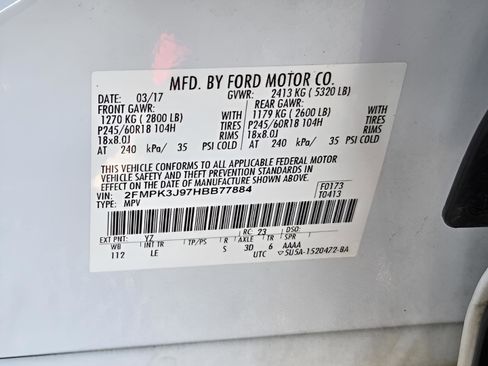 MFD. BY FORD MOTOR CO.
DATE: 03/17 GVWR: 2413 KG ( 5320 LB)
FRONT GAWR: REAR GAWR:
1270 KG ( 2800 LB) WITH 1179 KG ( 2600 LB) WITH
P245/60R18 104H TIRES P245/60R18 104H TIRES
18x8.0J RIMS 18x8.0J RIMS
AT 240 kPa/ 35 PSI COLD AT 240 kPa/ 35 PSI COLD
THIS VEHICLE CONFORMS TO ALL APPLICABLE FEDERAL MOTOR
VEHICLE SAFETY AND THEFT PREVENTION STANDARDS IN
EFFECT ON THE DATE OF MANUFACTURE SHOWN ABOVE.
VIN: 2FMPK3J97HBB77884 F0173
TYPE: MPV T0413
EXT PNT: YZ RC: 23 DSO:
WB INT TR TP/PS R AXLE TR SPR
112 LE S 3D 6 AAAA
UTC 5U5A-1520472-BA